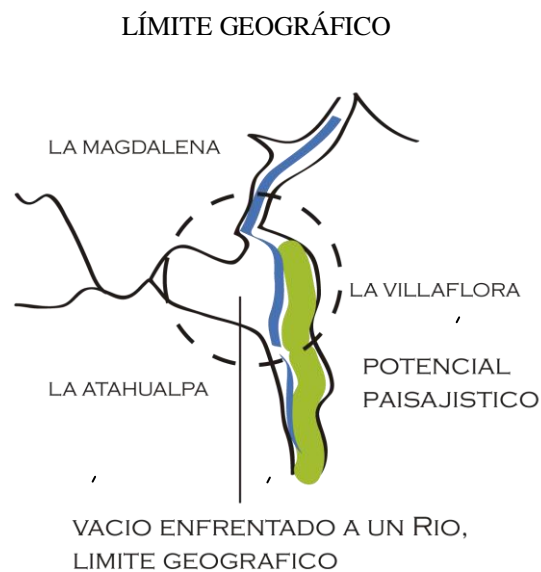 LÍMITE GEOGRÁFICO
LA MAGDALENA
LA VILLAFLORA
LA ATAHUALPA
POTENCIAL
PAISAJISTICO
VACIO ENFRENTADO A UN RIO,
LIMITE GEOGRAFICO